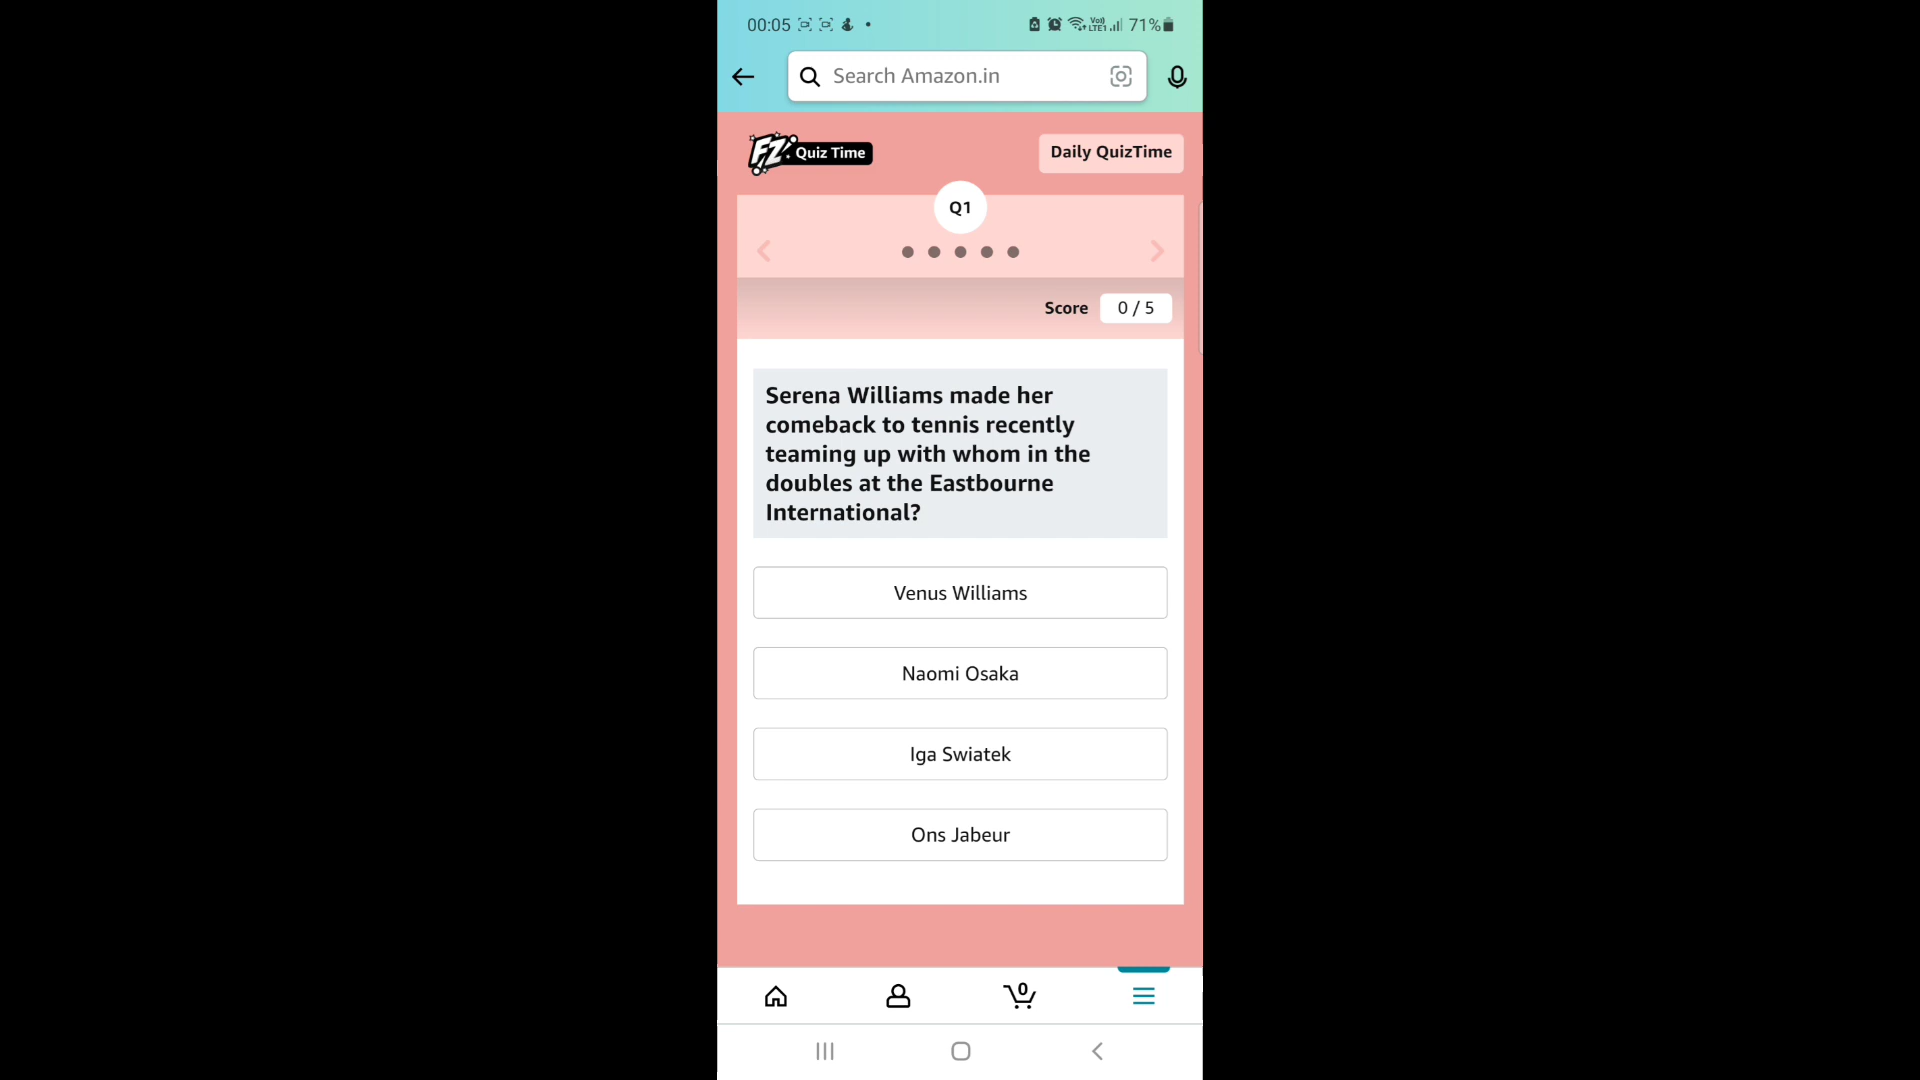 00:05 71%
Search Amazon.in
FZ Quiz Time
Daily QuizTime
Q1
Score 0 / 5
Serena Williams made her
comeback to tennis recently
teaming up with whom in the
doubles at the Eastbourne
International?
Venus Williams
Naomi Osaka
Iga Swiatek
Ons Jabeur
0